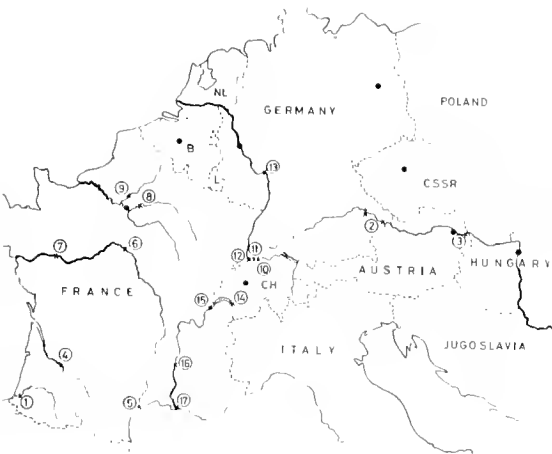 NL
GERMANY
POLAND
B
L
13
CSSR
9
8
2
3
7
6
11
12
10
HUNGARY
AUSTRIA
CH
FRANCE
15
14
ITALY
JUGOSLAVIA
4
16
1
5
17